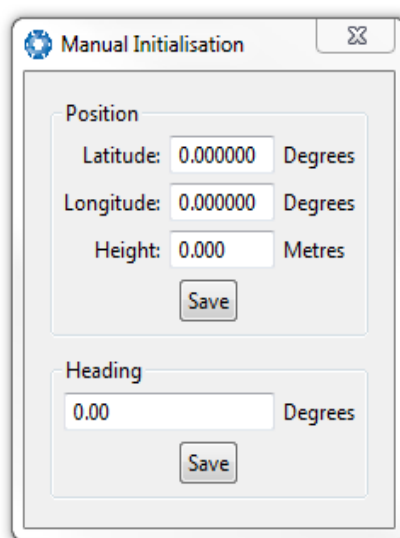 Manual Initialisation
Position
Latitude: 0.000000 Degrees
Longitude: 0.000000 Degrees
Height: 0.000 Metres
Save
Heading
0.00 Degrees
Save